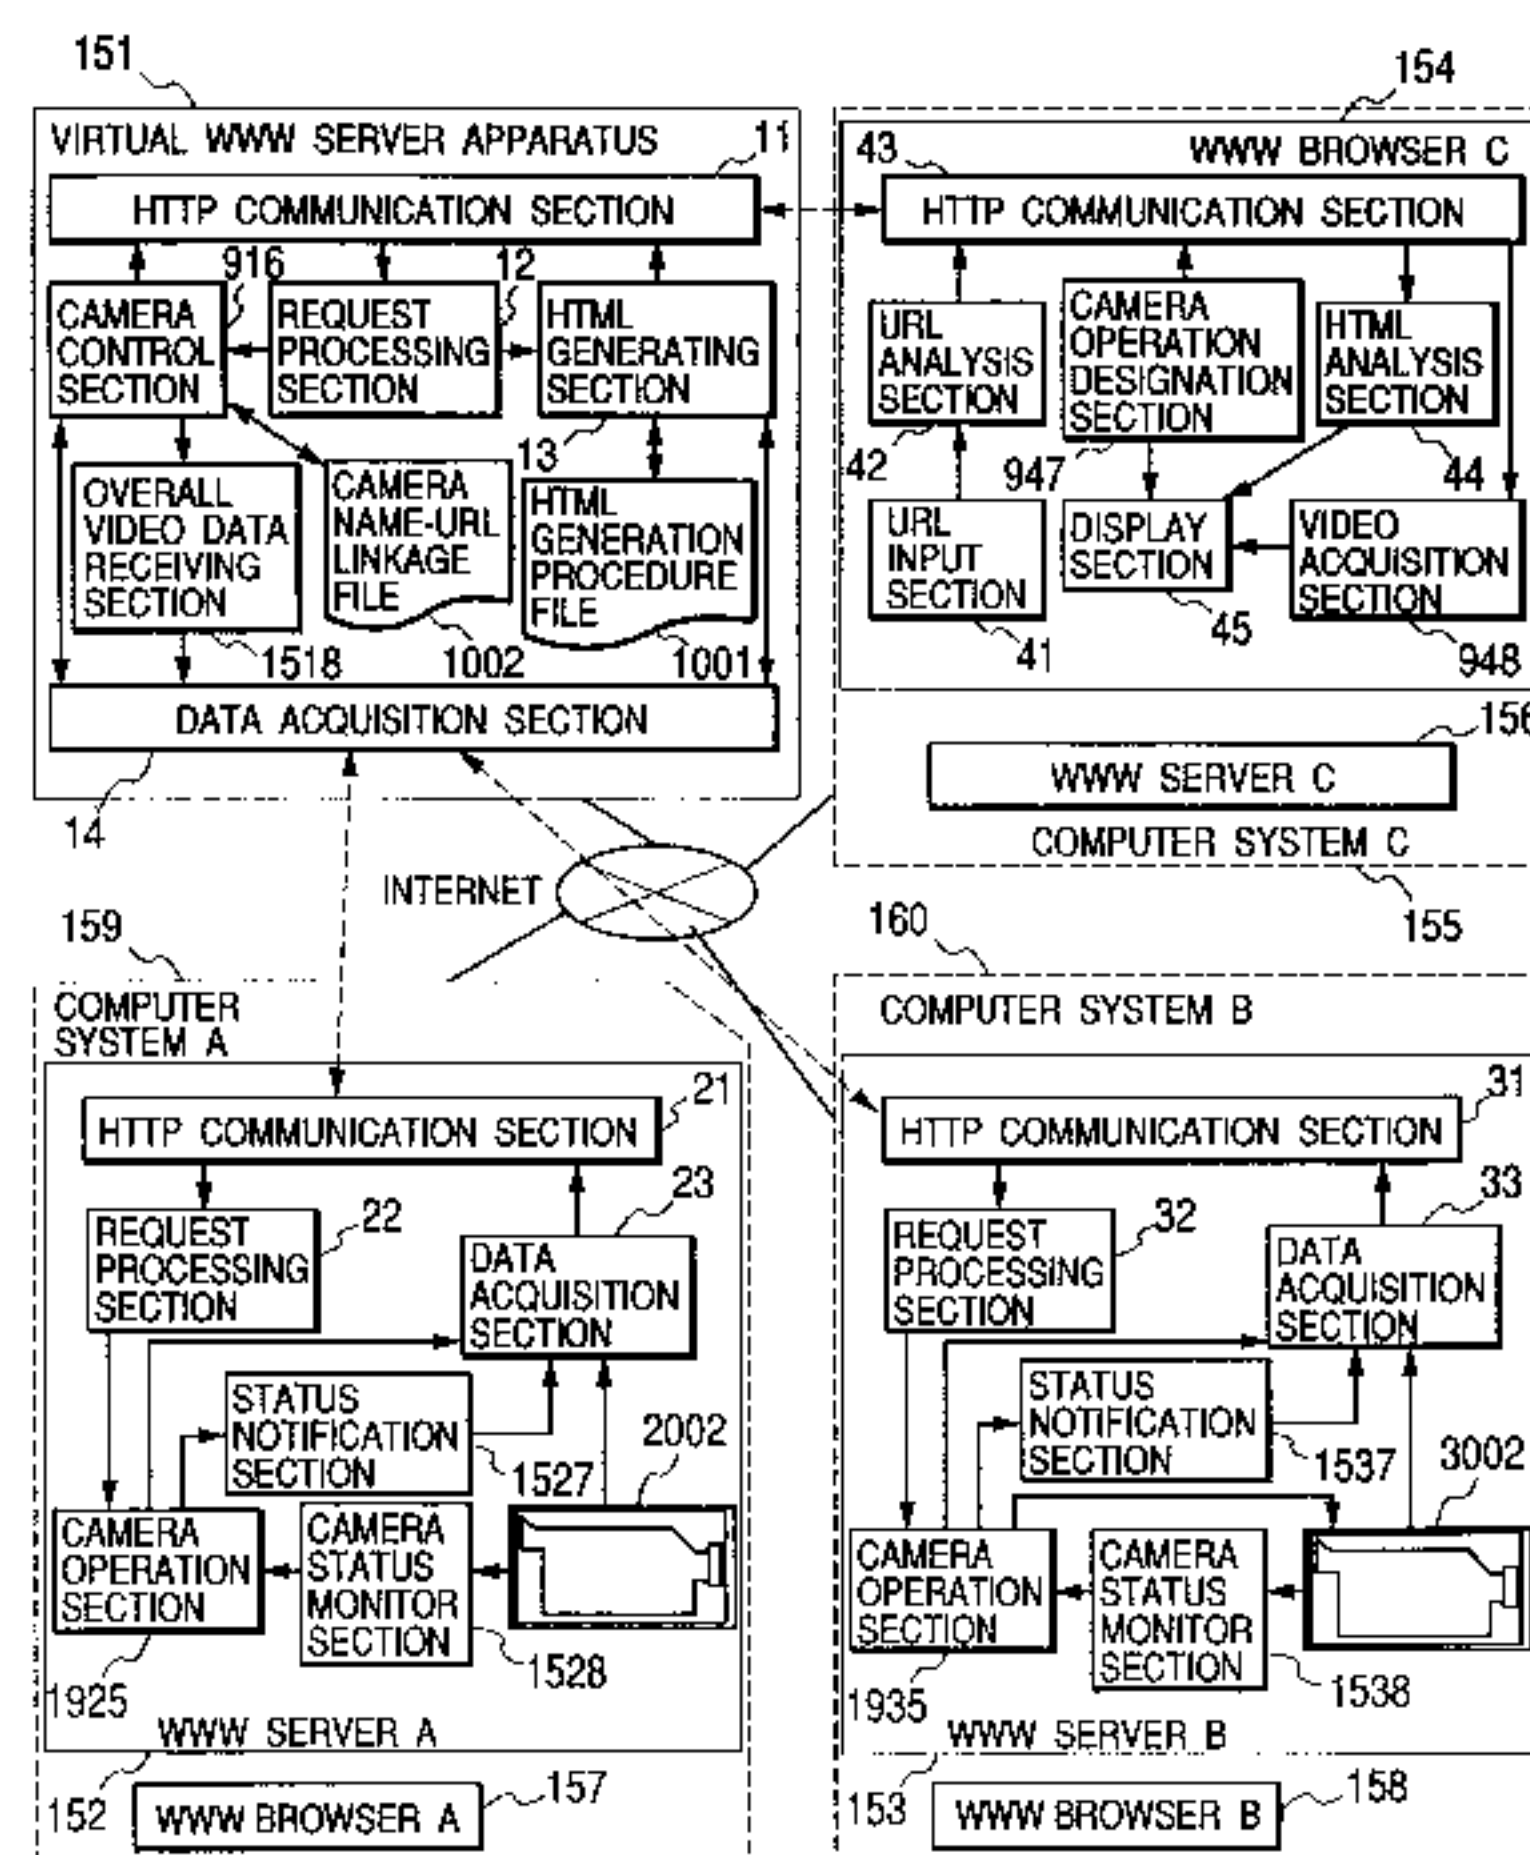 151
VIRTUAL WWW SERVER APPARATUS
11
HTTP COMMUNICATION SECTION
916
12
CAMERA
CONTROL
SECTION
REQUEST
PROCESSING
SECTION
HTML
GENERATING
SECTION
13
OVERALL
VIDEO DATA
RECEIVING
SECTION
CAMERA
NAME-URL
LINKAGE
FILE
HTML
GENERATION
PROCEDURE
FILE
1518
1002
1001
DATA ACQUISITION SECTION
14
154
43
WWW BROWSER C
HTTP COMMUNICATION SECTION
URL
ANALYSIS
SECTION
CAMERA
OPERATION
DESIGNATION
SECTION
HTML
ANALYSIS
SECTION
42
947
44
URL
INPUT
SECTION
DISPLAY
SECTION
VIDEO
ACQUISITION
SECTION
41
45
948
156
WWW SERVER C
COMPUTER SYSTEM C
155
INTERNET
159
COMPUTER
SYSTEM A
21
HTTP COMMUNICATION SECTION
23
22
REQUEST
PROCESSING
SECTION
DATA
ACQUISITION
SECTION
STATUS
NOTIFICATION
SECTION
1527
2002
CAMERA
OPERATION
SECTION
CAMERA
STATUS
MONITOR
SECTION
1528
1925
WWW SERVER A
152
WWW BROWSER A
157
160
COMPUTER SYSTEM B
31
HTTP COMMUNICATION SECTION
33
32
REQUEST
PROCESSING
SECTION
DATA
ACQUISITION
SECTION
STATUS
NOTIFICATION
SECTION
1537
3002
CAMERA
OPERATION
SECTION
CAMERA
STATUS
MONITOR
SECTION
1538
1935
WWW SERVER B
153
WWW BROWSER B
158